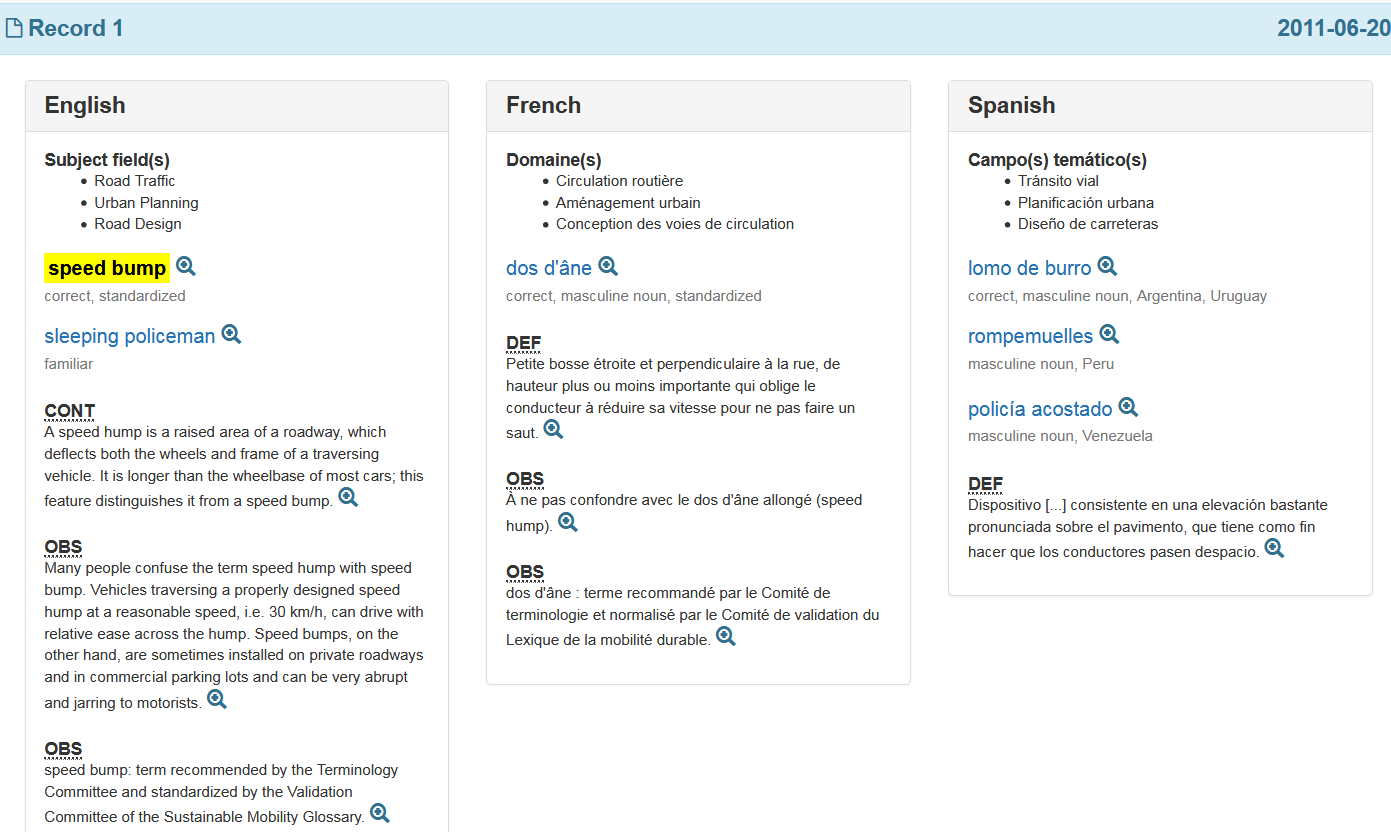 Record 1
2011-06-20
English
Subject field(s)
Road Traffic
Urban Planning
Road Design
speed bump
correct, standardized
sleeping policeman
familiar
CONT
A speed hump is a raised area of a roadway, which
deflects both the wheels and frame of a traversing
vehicle. It is longer than the wheelbase of most cars; this
feature distinguishes it from a speed bump.
OBS
Many people confuse the term speed hump with speed
bump. Vehicles traversing a properly designed speed
hump at a reasonable speed, i.e. 30 km/h, can drive with
relative ease across the hump. Speed bumps, on the
other hand, are sometimes installed on private roadways
and in commercial parking lots and can be very abrupt
and jarring to motorists.
OBS
speed bump: term recommended by the Terminology
Committee and standardized by the Validation
Committee of the Sustainable Mobility Glossary.
French
Domaine(s)
Circulation routière
Aménagement urbain
Conception des voies de circulation
dos d'âne
correct, masculine noun, standardized
DEF
Petite bosse étroite et perpendiculaire à la rue, de
hauteur plus ou moins importante qui oblige le
conducteur à réduire sa vitesse pour ne pas faire un
saut.
OBS
À ne pas confondre avec le dos d'âne allongé (speed
hump).
OBS
dos d'âne : terme recommandé par le Comité de
terminologie et normalisé par le Comité de validation du
Lexique de la mobilité durable.
Spanish
Campo(s) temático(s)
Tránsito vial
Planificación urbana
Diseño de carreteras
lomo de burro
correct, masculine noun, Argentina, Uruguay
rompemuelles
masculine noun, Peru
policía acostado
masculine noun, Venezuela
DEF
Dispositivo [...] consistente en una elevación bastante
pronunciada sobre el pavimento, que tiene como fin
hacer que los conductores pasen despacio.